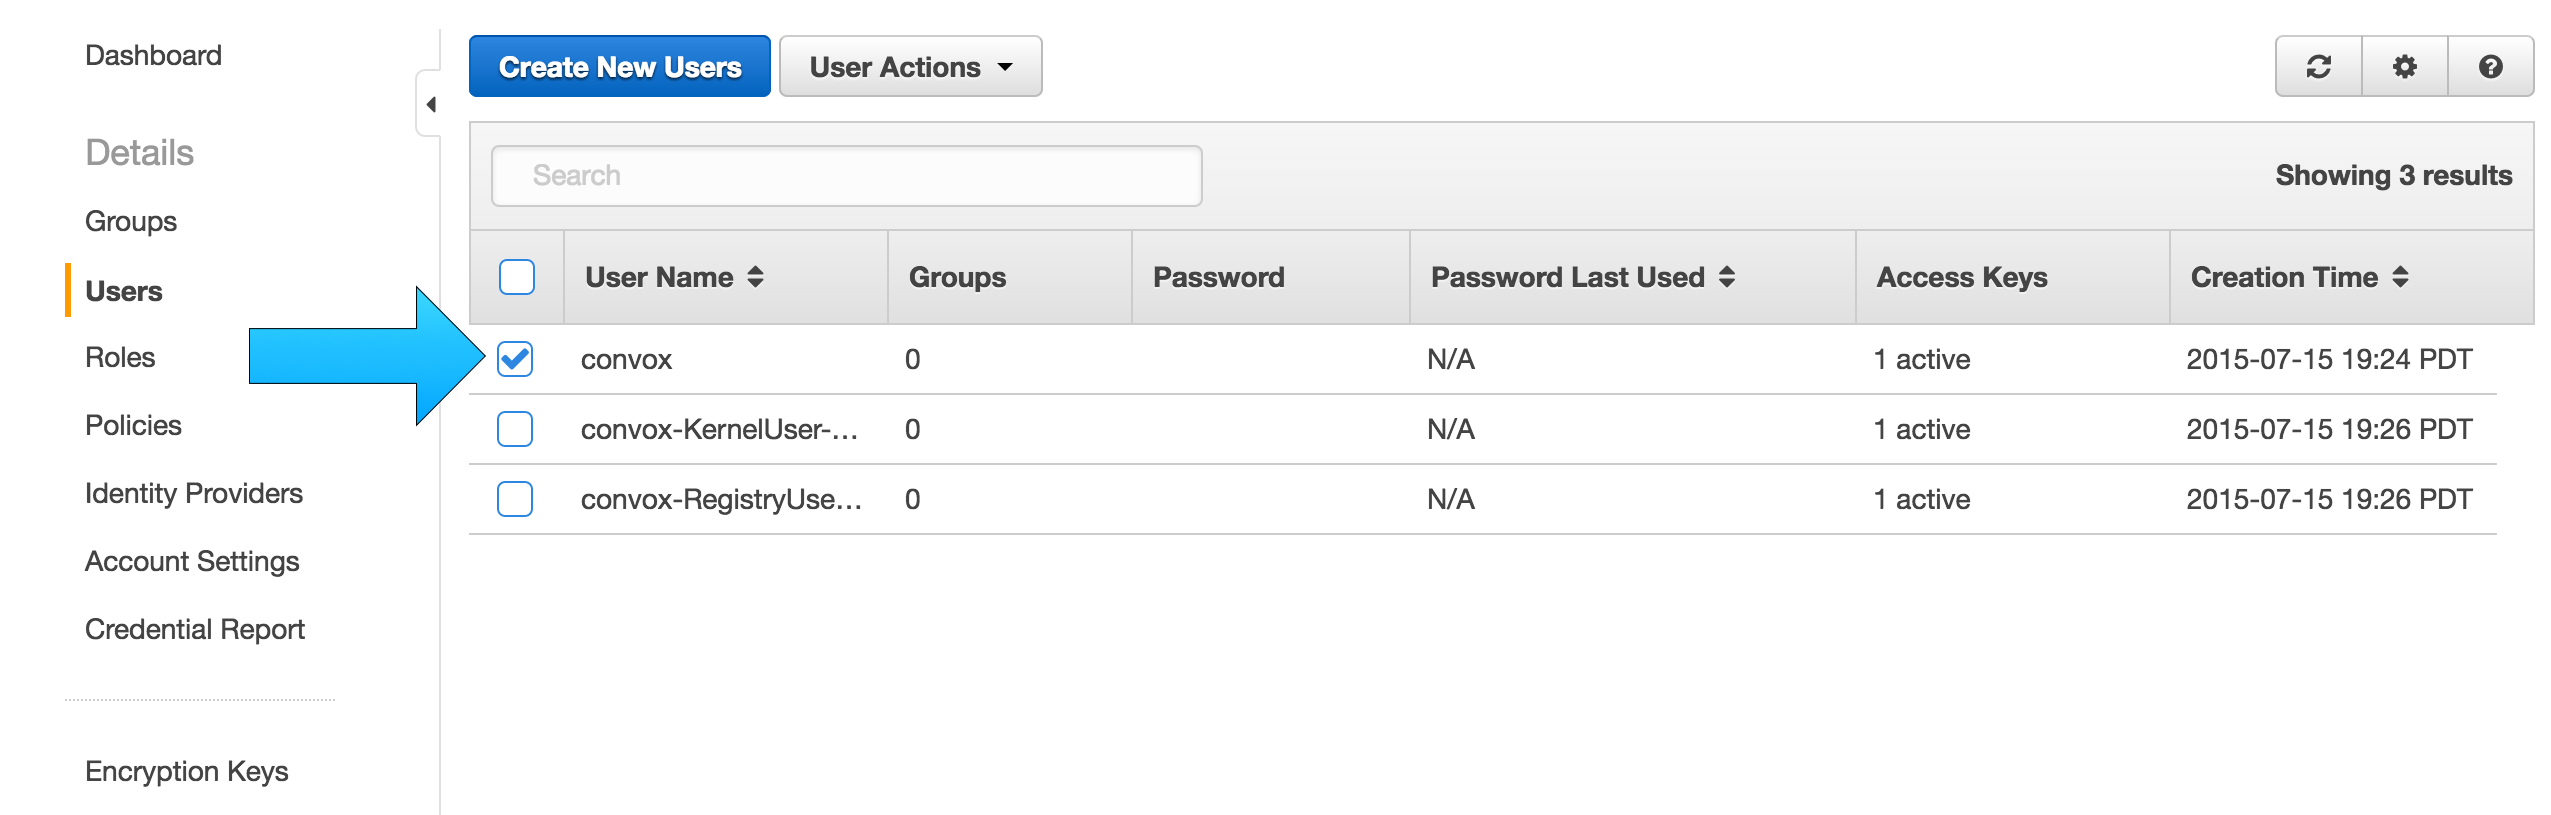 Dashboard
Details
Groups
Users
Roles
Policies
Identity Providers
Account Settings
Credential Report
Encryption Keys
Create New Users User Actions
Search Showing 3 results
User Name Groups Password Password Last Used Access Keys Creation Time
convox 0 N/A 1 active 2015-07-15 19:24 PDT
convox-KernelUser-... 0 N/A 1 active 2015-07-15 19:26 PDT
convox-RegistryUse... 0 N/A 1 active 2015-07-15 19:26 PDT